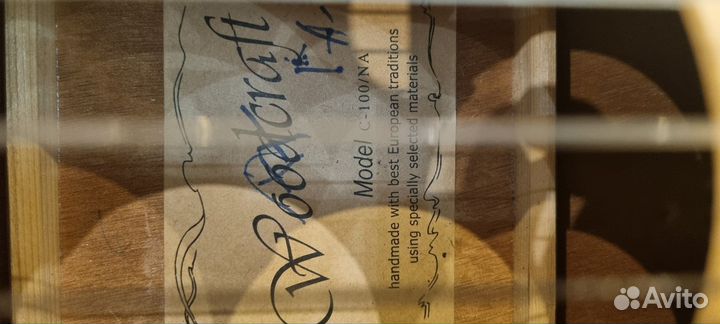 Woodcraft
Model C-100/NA
handmade with best European traditions
using specially selected materials
Avito